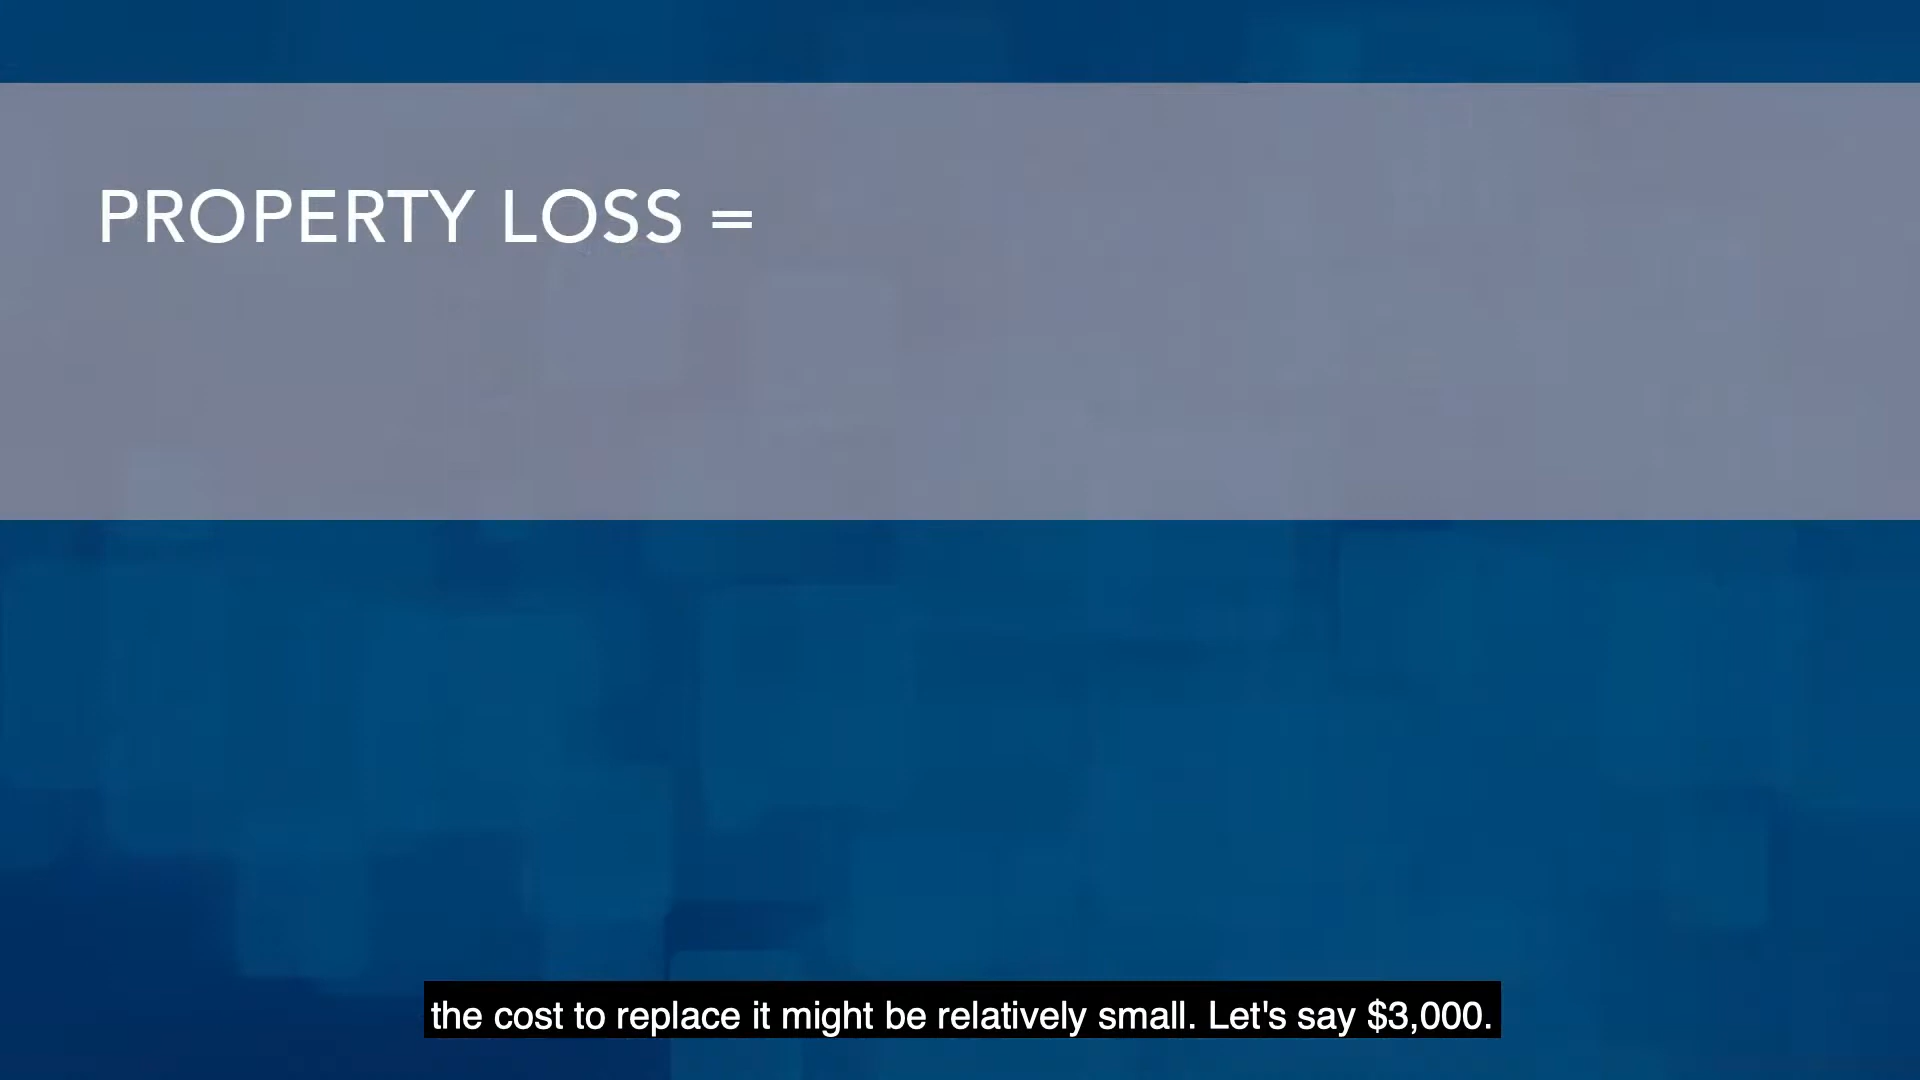 PROPERTY LOSS =
the cost to replace it might be relatively small. Let's say $3,000.